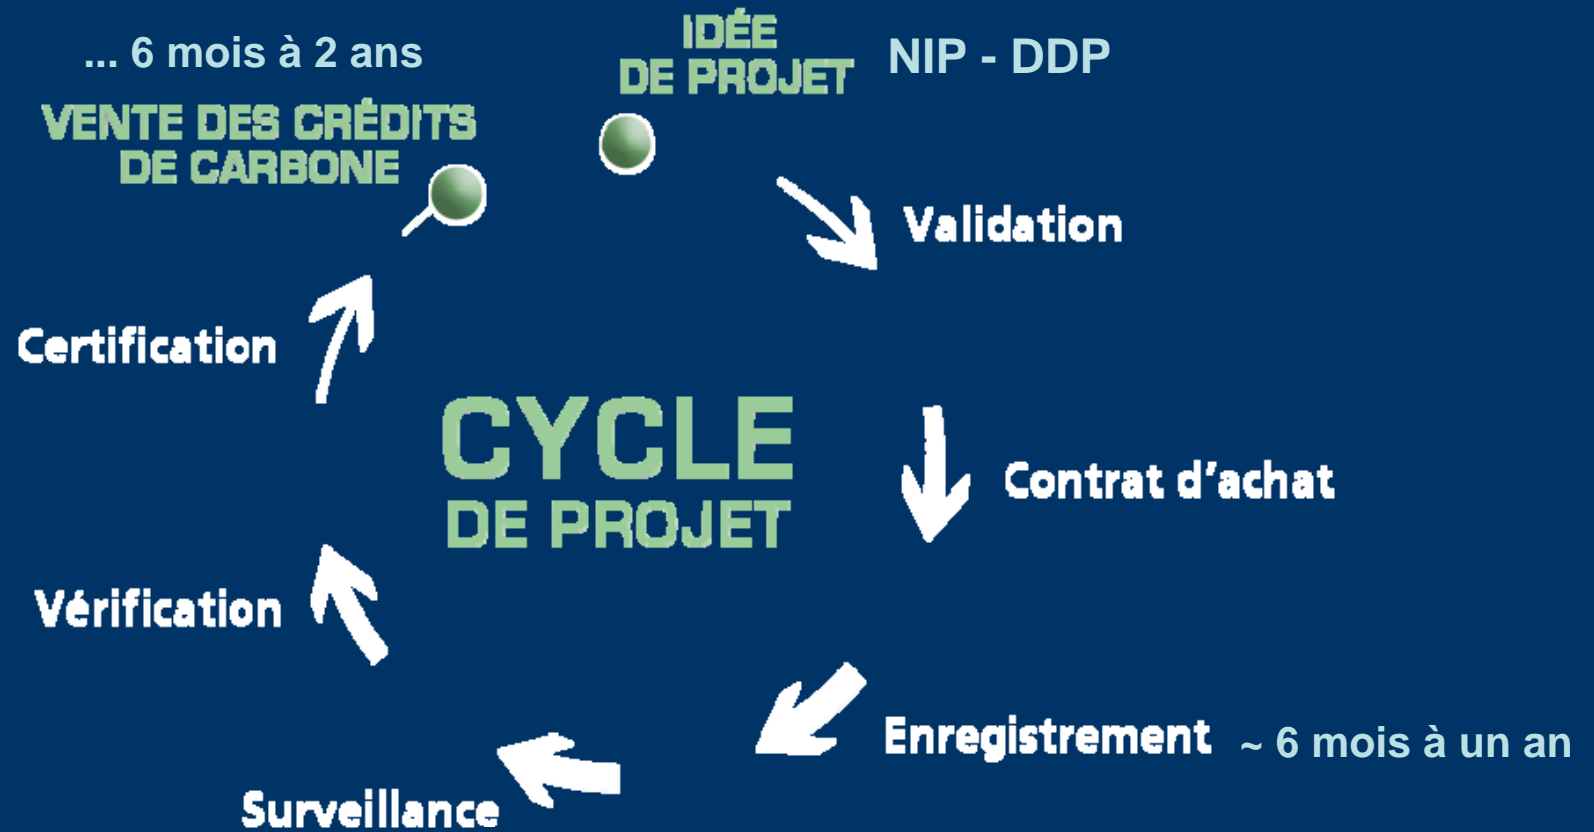 ... 6 mois à 2 ans
VENTE DES CRÉDITS
DE CARBONE
IDÉE
DE PROJET
NIP - DDP
Validation
Contrat d'achat
Enregistrement ~ 6 mois à un an
Surveillance
Vérification
Certification
CYCLE
DE PROJET